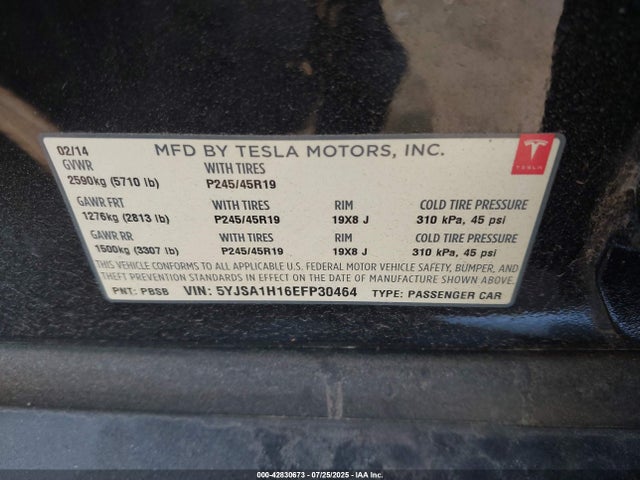 02/14 MFD BY TESLA MOTORS, INC.
GVWR WITH TIRES
2590kg (5710 lb) P245/45R19
GAWR FRT WITH TIRES RIM COLD TIRE PRESSURE
1276kg (2813 lb) P245/45R19 19X8 J 310 kPa, 45 psi
GAWR RR WITH TIRES RIM COLD TIRE PRESSURE
1500kg (3307 lb) P245/45R19 19X8 J 310 kPa, 45 psi
THIS VEHICLE CONFORMS TO ALL APPLICABLE U.S. FEDERAL MOTOR VEHICLE SAFETY, BUMPER, AND
THEFT PREVENTION STANDARDS IN EFFECT ON THE DATE OF MANUFACTURE SHOWN ABOVE.
PNT: PBSB VIN: 5YJSA1H16EFP30464 TYPE: PASSENGER CAR
TESLA
000-42830673 - 07/25/2025 - IAA Inc.